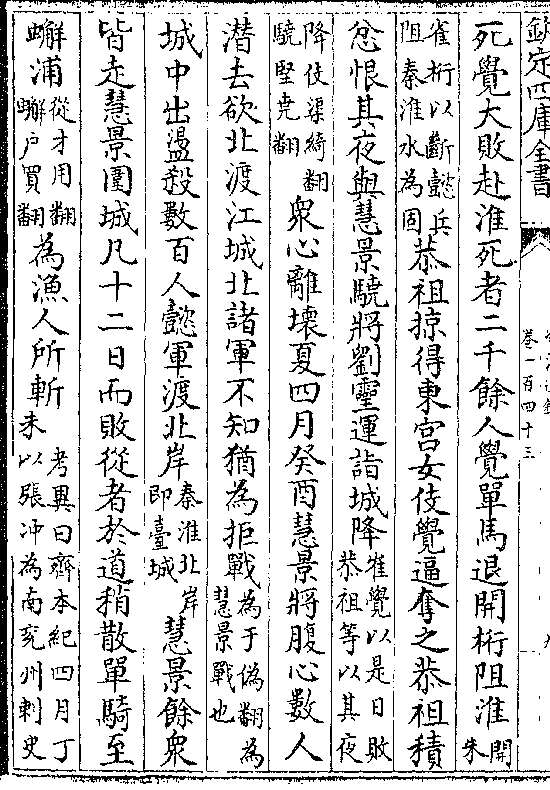 欽定四庫全書
卷一百四十三
死覺大敗赴淮死者二千餘人覺單馬退開桁阻淮開朱
雀桁以斷懿兵阻秦淮水為固恭祖掠得東宮女伎覺逼奪之恭祖積
忿恨其夜與慧景驍將劉靈運詣城降崔覺以是日敗恭祖等以其夜
降伎渠綺翻驍堅堯翻衆心離壞夏四月癸酉慧景將腹心數人
潛去欲北渡江城北諸軍不知猶為拒戰為于偽翻為慧景戰也
城中出盪殺數百人懿軍渡北岸秦淮北岸即臺城慧景餘衆
皆走慧景圍城凡十二日而敗從者於道稍散單騎至
蠏浦從才用翻蠏户買翻為漁人所斬考異曰齊本紀四月丁未以張冲為南兖州刺史